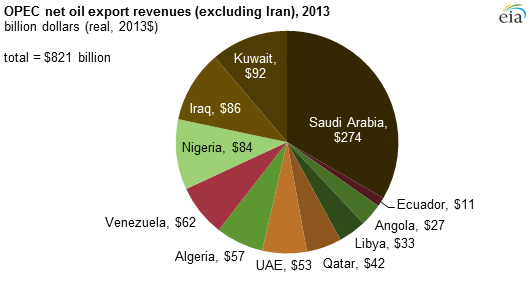 OPEC net oil export revenues (excluding Iran), 2013
billion dollars (real, 2013$)
total = $821 billion
eia
Kuwait,
$92
Iraq, $86
Saudi Arabia,
$274
Nigeria, $84
Ecuador, $11
Venezuela, $62
Angola, $27
Libya, $33
Algeria, $57
UAE, $53
Qatar, $42